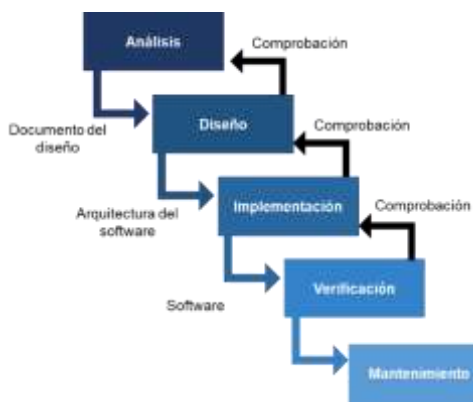 Análisis
Comprobación
Documento del
diseño
Diseño
Comprobación
Arquitectura del
software
Implementación
Comprobación
Software
Verificación
Mantenimiento